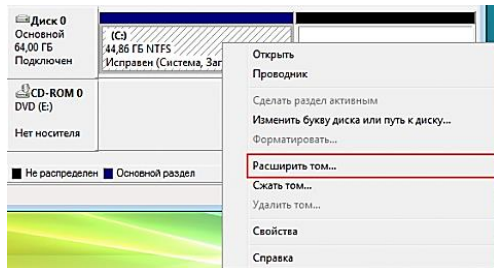 Диск 0
Основной
64,00 ГБ
Подключен
(C:)
44,86 ГБ NTFS
Исправен (Система, Заг
CD-ROM 0
DVD (E:)
Нет носителя
Не распределен
Основной раздел
Открыть
Проводник
Сделать раздел активным
Изменить букву диска или путь к диску...
Форматировать...
Расширить том...
Сжать том...
Удалить том...
Свойства
Справка